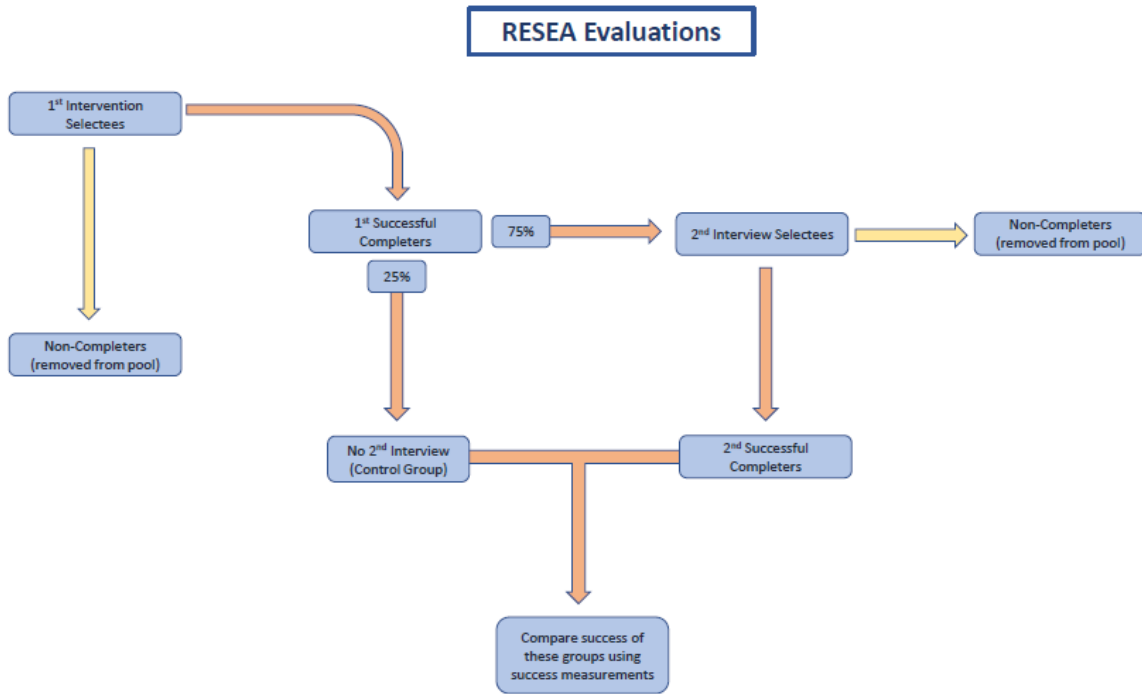 RESEA Evaluations
1st Intervention
Selectees
1st Successful
Completers
75%
2nd Interview Selectees
Non-Completers
(removed from pool)
25%
Non-Completers
(removed from pool)
No 2nd Interview
(Control Group)
2nd Successful
Completers
Compare success of
these groups using
success measurements